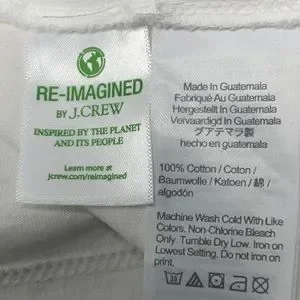 RE-IMAGINED
BY J.CREW
INSPIRED BY THE PLANET
AND ITS PEOPLE
Learn more at
jcrew.com/reimagined
Made In Guatemala
Fabriqué Au Guatemala
Hergestellt In Guatemala
Vervaardigd In Guatemala
グアテマラ製
hecho en guatemala
100% Cotton / Coton /
Baumwolle / Katoen / 綿 /
algodón
Machine Wash Cold With Like
Colors. Non-Chlorine Bleach
Only. Tumble Dry Low. Iron on
Lowest Setting. Do not iron on
print.